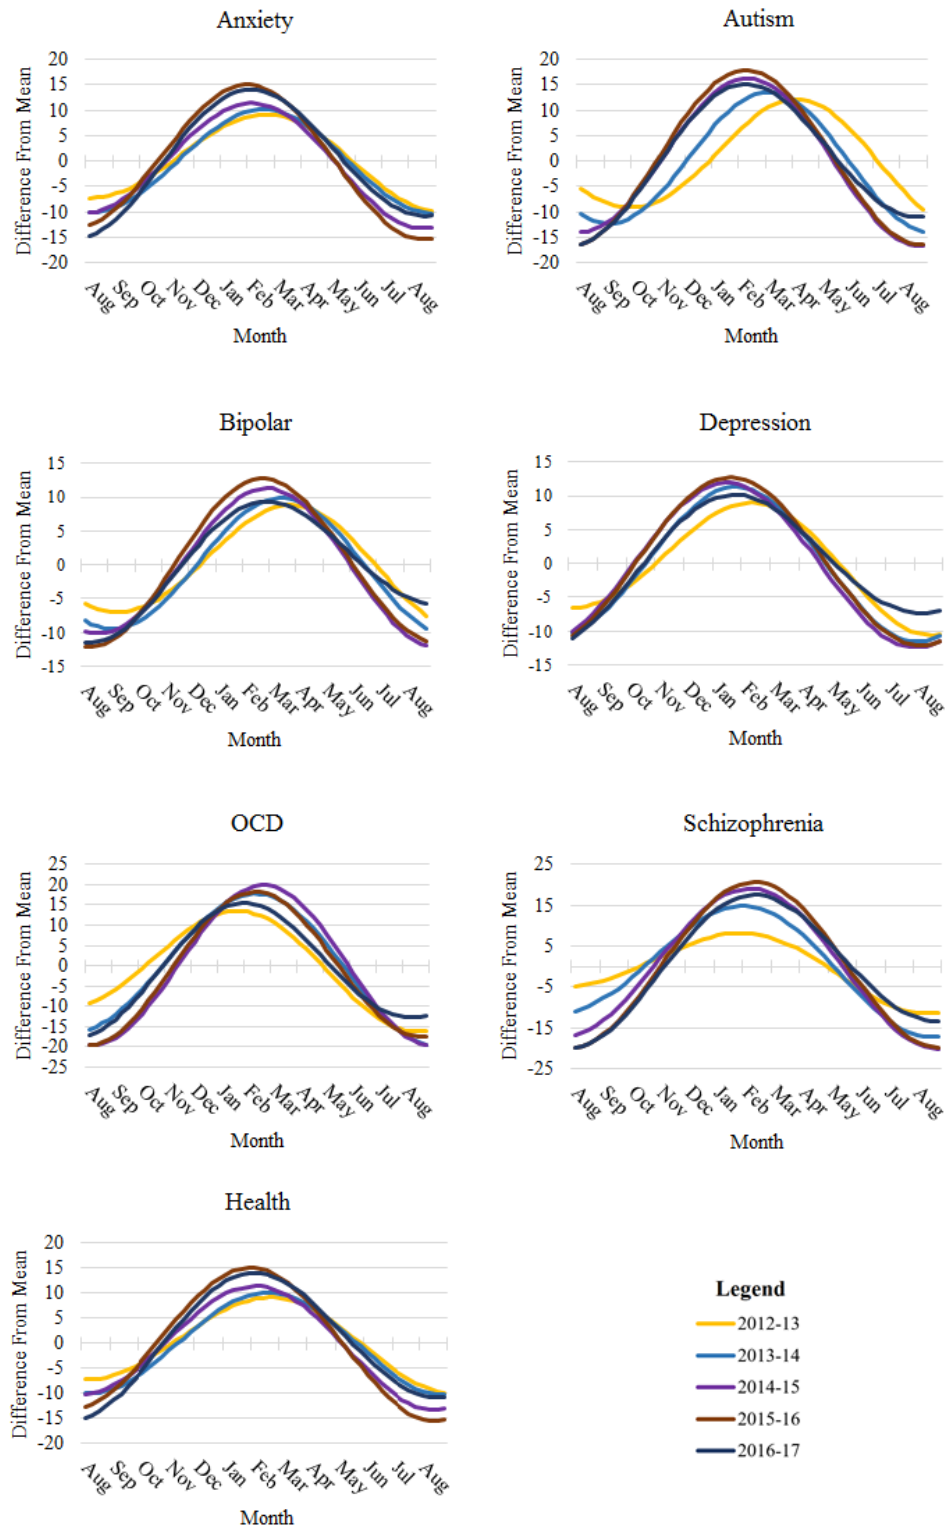 Anxiety
Difference From Mean
20
15
10
5
0
-5
-10
-15
-20
Aug Sep Oct Nov Dec Jan Feb Mar Apr May Jun Jul Aug
Month
Autism
Difference From Mean
20
15
10
5
0
-5
-10
-15
-20
Aug Sep Oct Nov Dec Jan Feb Mar Apr May Jun Jul Aug
Month
Bipolar
Difference From Mean
15
10
5
0
-5
-10
-15
Aug Sep Oct Nov Dec Jan Feb Mar Apr May Jun Jul Aug
Month
Depression
Difference From Mean
15
10
5
0
-5
-10
-15
Aug Sep Oct Nov Dec Jan Feb Mar Apr May Jun Jul Aug
Month
OCD
Difference From Mean
25
20
15
10
5
0
-5
-10
-15
-20
-25
Aug Sep Oct Nov Dec Jan Feb Mar Apr May Jun Jul Aug
Month
Schizophrenia
Difference From Mean
25
15
5
-5
-15
-25
Aug Sep Oct Nov Dec Jan Feb Mar Apr May Jun Jul Aug
Month
Health
Difference From Mean
20
15
10
5
0
-5
-10
-15
-20
Aug Sep Oct Nov Dec Jan Feb Mar Apr May Jun Jul Aug
Month
Legend
2012-13
2013-14
2014-15
2015-16
2016-17